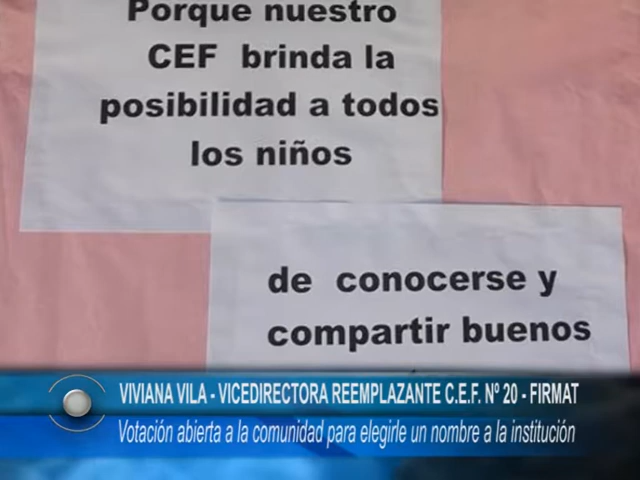 Porque nuestro
CEF brinda la
posibilidad a todos
los niños
de conocerse y
compartir buenos
VIVIANA VILA - VICEDIRECTORA REEMPLAZANTE C.E.F. Nº 20 - FIRMAT
Votación abierta a la comunidad para elegirle un nombre a la institución